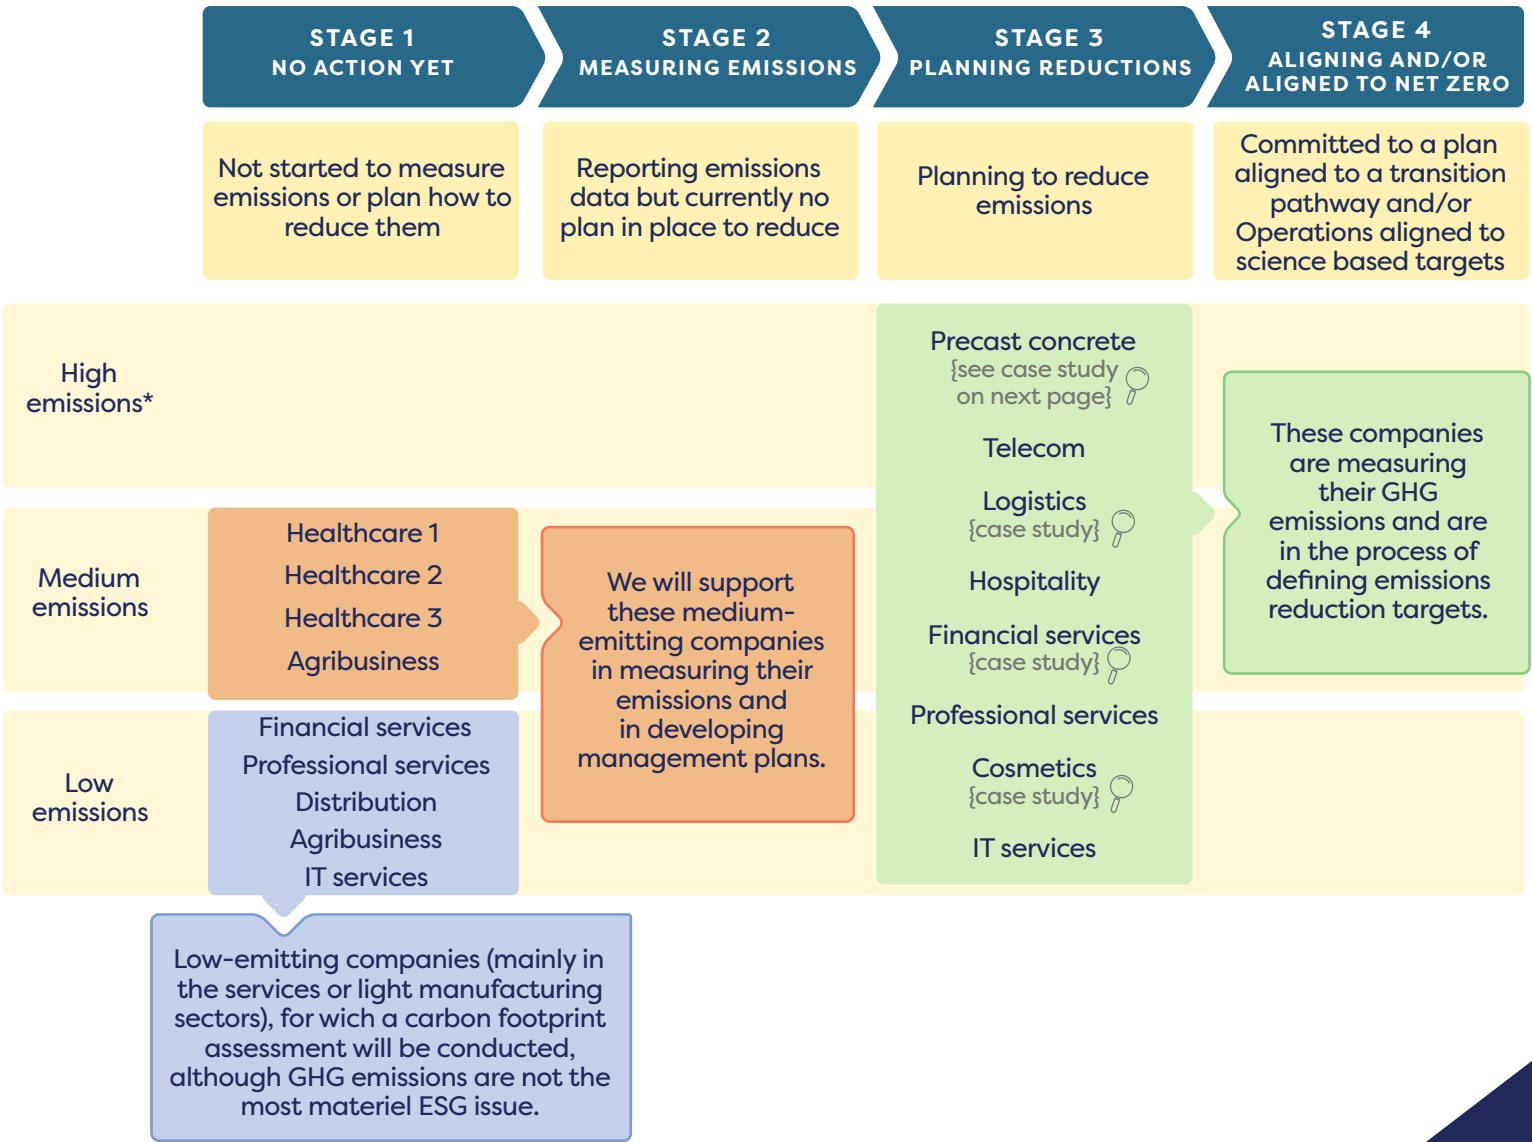 STAGE 1
NO ACTION YET
STAGE 2
MEASURING EMISSIONS
STAGE 3
PLANNING REDUCTIONS
STAGE 4
ALIGNING AND/OR
ALIGNED TO NET ZERO
Not started to measure
emissions or plan how to
reduce them
Reporting emissions
data but currently no
plan in place to reduce
Planning to reduce
emissions
Committed to a plan
aligned to a transition
pathway and/or
Operations aligned to
science based targets
High
emissions*
Precast concrete
{see case study
on next page}
Telecom
Logistics
{case study}
Hospitality
Financial services
{case study}
Professional services
Cosmetics
{case study}
IT services
These companies
are measuring
their GHG
emissions and are
in the process of
defining emissions
reduction targets.
Medium
emissions
Healthcare 1
Healthcare 2
Healthcare 3
Agribusiness
We will support
these medium-
emitting companies
in measuring their
emissions and
in developing
management plans.
Low
emissions
Financial services
Professional services
Distribution
Agribusiness
IT services
Low-emitting companies (mainly in
the services or light manufacturing
sectors), for wich a carbon footprint
assessment will be conducted,
although GHG emissions are not the
most materiel ESG issue.